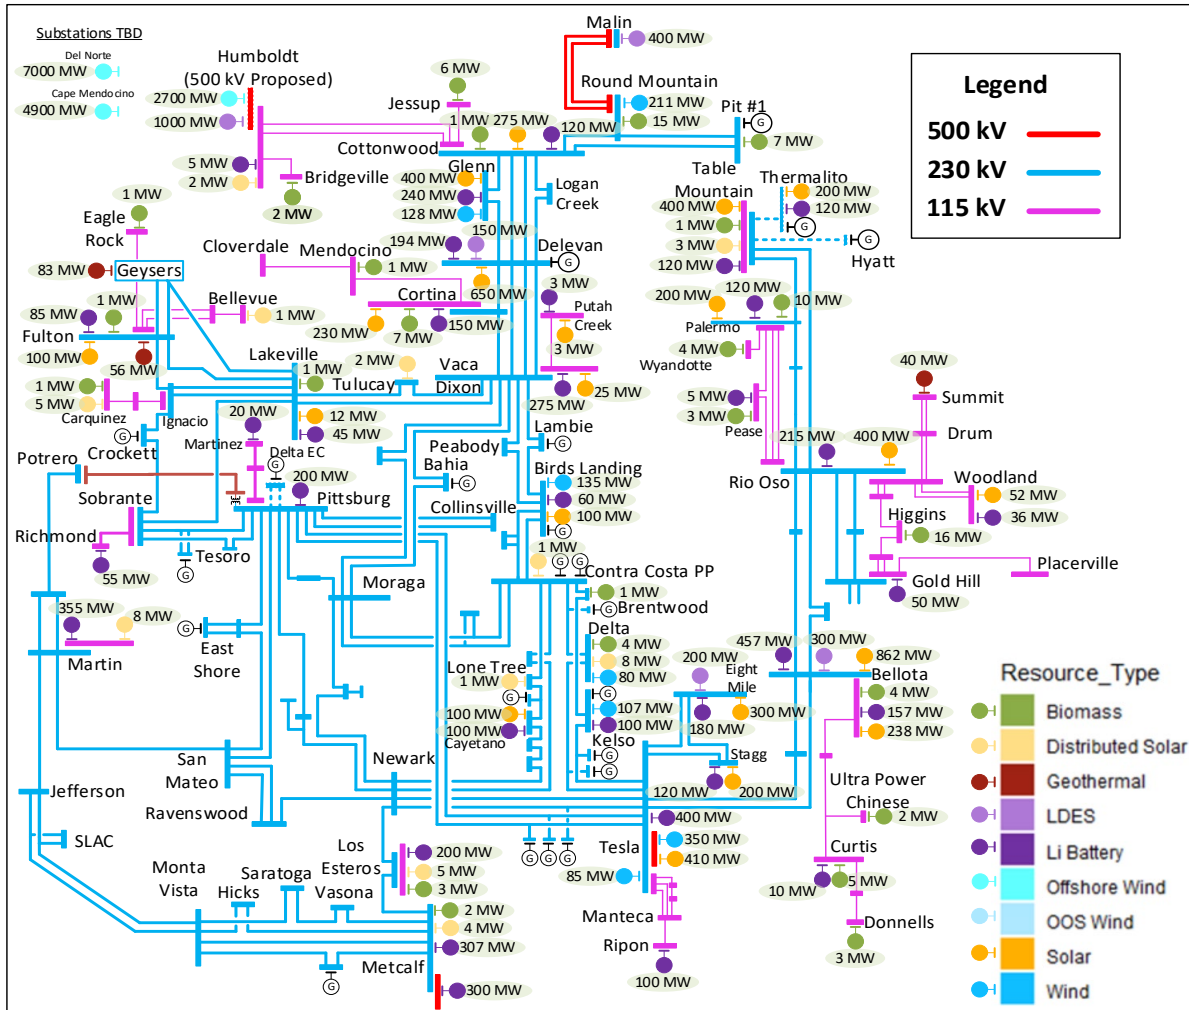 Substations TBD
Del Norte
7000 MW
Cape Mendocino
4900 MW
Humboldt
(500 kV Proposed)
2700 MW
1000 MW
5 MW
2 MW
Bridgeville
2 MW
6 MW
Jessup
1 MW
275 MW
120 MW
Cottonwood
Malin
400 MW
Round Mountain
211 MW
15 MW
Pit #1
G
7 MW
Legend
500 kV
230 kV
115 kV
Glenn
400 MW
240 MW
128 MW
Logan
Creek
Table
Mountain
400 MW
1 MW
3 MW
120 MW
Thermalito
200 MW
120 MW
G
G
Hyatt
1 MW
Eagle
Rock
83 MW
Geysers
Cloverdale
Mendocino
1 MW
150 MW
194 MW
Delevan
G
650 MW
Cortina
230 MW
7 MW
150 MW
3 MW
Putah
Creek
3 MW
Bellevue
1 MW
1 MW
85 MW
Fulton
100 MW
56 MW
200 MW
120 MW
10 MW
Palermo
4 MW
Wyandotte
5 MW
3 MW
Pease
Lakeville
1 MW
2 MW
Tulucay
Vaca
Dixon
275 MW
25 MW
12 MW
45 MW
1 MW
5 MW
Carquinez
Ignacio
G
Crockett
20 MW
Martinez
Delta EC
G
200 MW
Pittsburg
Peabody
Bahia
G
Lambie
G
Birds Landing
135 MW
60 MW
100 MW
G
Collinsville
40 MW
Summit
Drum
215 MW
400 MW
Rio Oso
Woodland
52 MW
36 MW
Higgins
16 MW
Placerville
Gold Hill
50 MW
Potrero
Sobrante
Richmond
55 MW
Tesoro
G
Moraga
1 MW
G
G
Contra Costa PP
1 MW
G
Brentwood
Delta
4 MW
8 MW
80 MW
G
107 MW
100 MW
Kelso
G
G
355 MW
8 MW
Martin
G
East
Shore
Lone Tree
1 MW
G
100 MW
100 MW
Cayetano
200 MW
Eight
Mile
180 MW
300 MW
Stagg
120 MW
200 MW
457 MW
300 MW
862 MW
Bellota
4 MW
157 MW
238 MW
Ultra Power
Chinese
2 MW
Curtis
10 MW
5 MW
Donnells
3 MW
San
Mateo
Ravenswood
Newark
Jefferson
SLAC
Monta
Vista
Hicks
Saratoga
Vasona
G
Los
Esteros
200 MW
5 MW
3 MW
2 MW
4 MW
307 MW
Metcalf
300 MW
G
G
G
400 MW
Tesla
350 MW
410 MW
85 MW
Manteca
Ripon
100 MW
Resource_Type
Biomass
Distributed Solar
Geothermal
LDES
Li Battery
Offshore Wind
OOS Wind
Solar
Wind